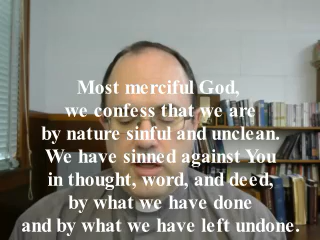 Most merciful God,
we confess that we are
by nature sinful and unclean.
We have sinned against You
in thought, word, and deed,
by what we have done
and by what we have left undone.